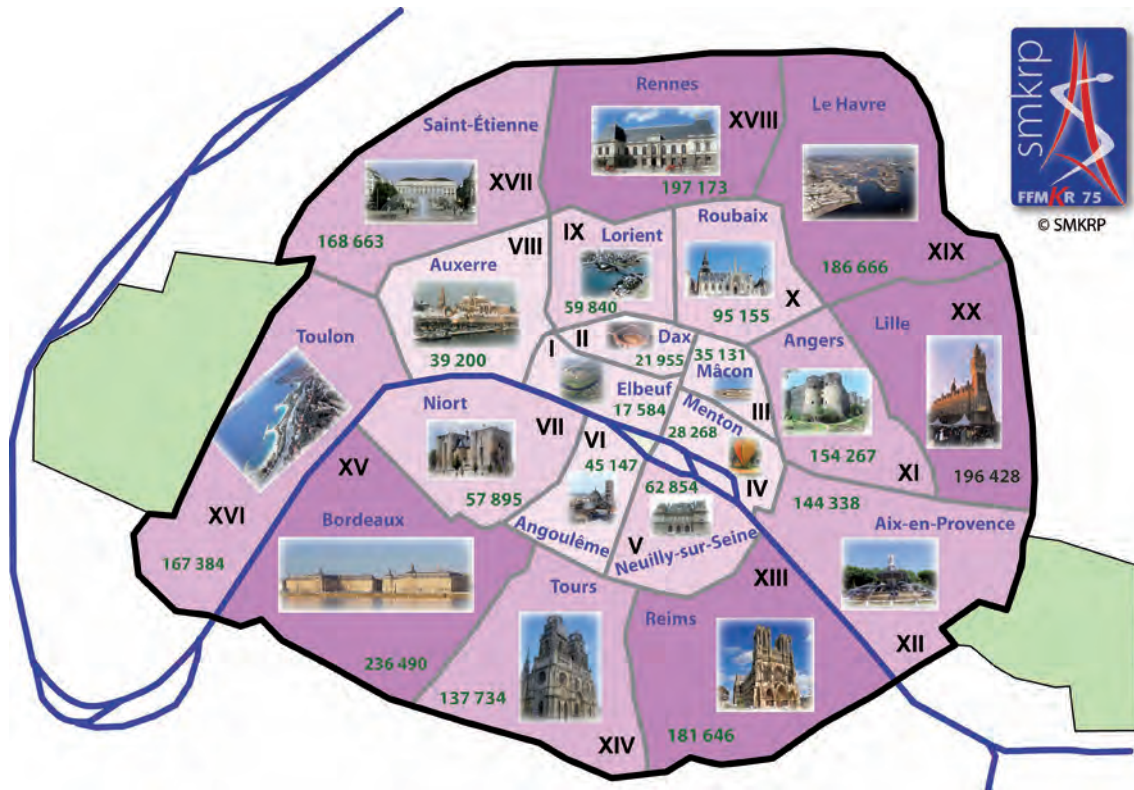 smkrp
FFMKR 75
© SMKRP
Rennes
XVIII
197 173
Le Havre
186 666
XIX
Saint-Étienne
XVII
168 663
VIII
Auxerre
39 200
IX
Lorient
59 840
Roubaix
X
95 155
XX
Lille
196 428
Toulon
XVI
167 384
I
II
Dax
21 955
35 131
Mâcon
III
Angers
154 267
XI
Elbeuf
17 584
Menton
28 268
IV
Niort
VII
57 895
VI
45 147
Angoulême
62 854
V
Neuilly-sur-Seine
144 338
Aix-en-Provence
XII
XV
Bordeaux
236 490
Tours
137 734
XIV
XIII
Reims
181 646